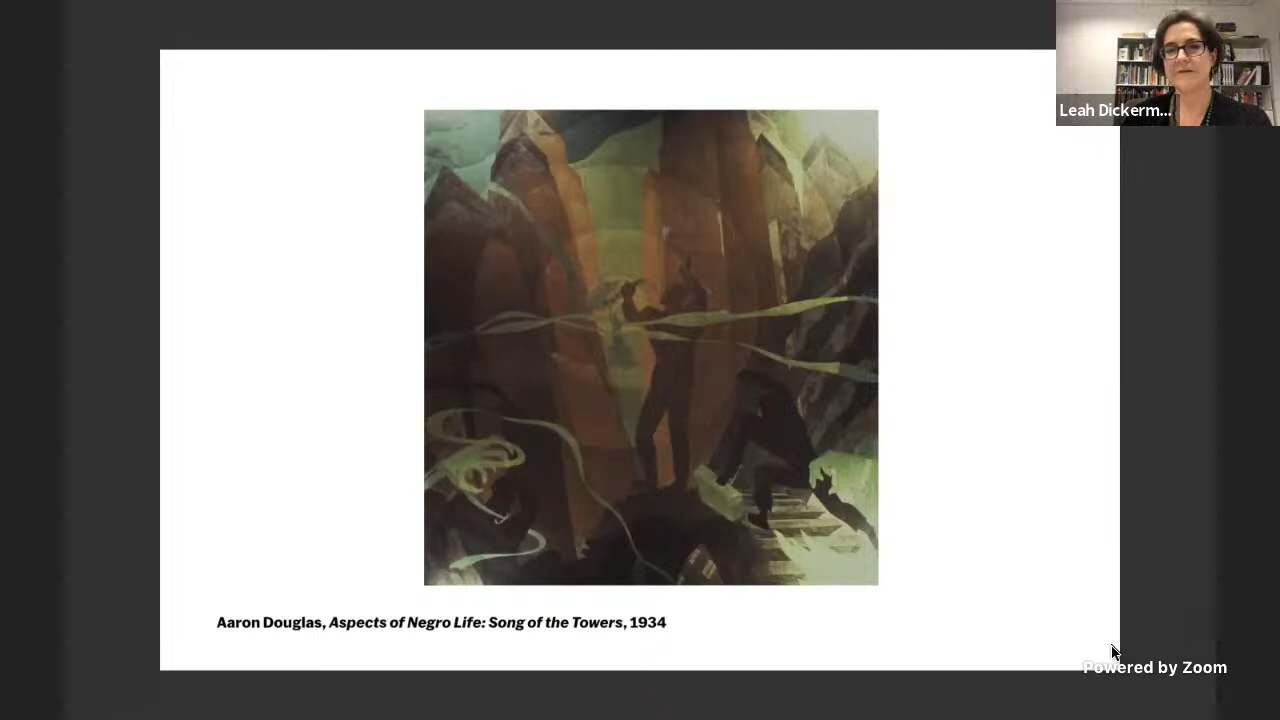 Leah Dickerm...
Aaron Douglas, Aspects of Negro Life: Song of the Towers, 1934
Powered by Zoom